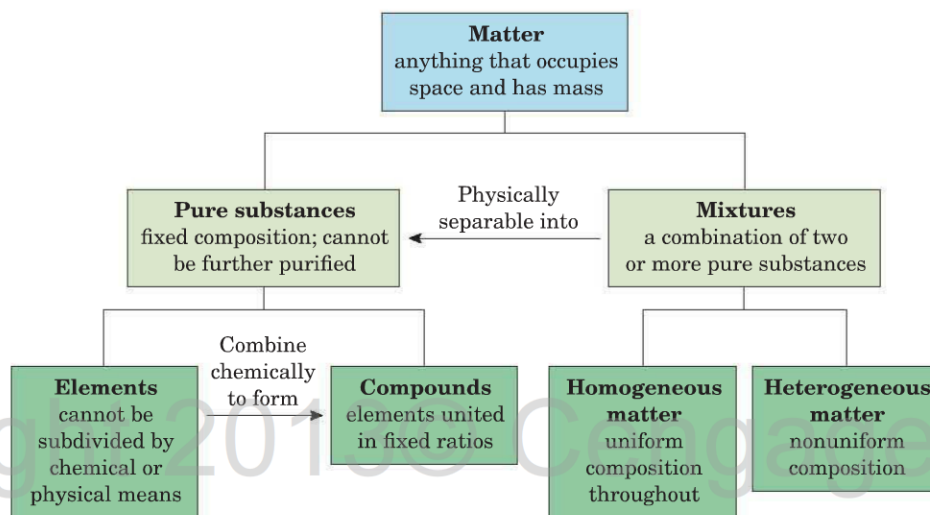 Matter
anything that occupies
space and has mass
Pure substances
fixed composition; cannot
be further purified
Physically
separable into
Mixtures
a combination of two
or more pure substances
Elements
cannot be
subdivided by
chemical or
physical means
Combine
chemically
to form
Compounds
elements united
in fixed ratios
Homogeneous
matter
uniform
composition
throughout
Heterogeneous
matter
nonuniform
composition
ght 2013© Cengage